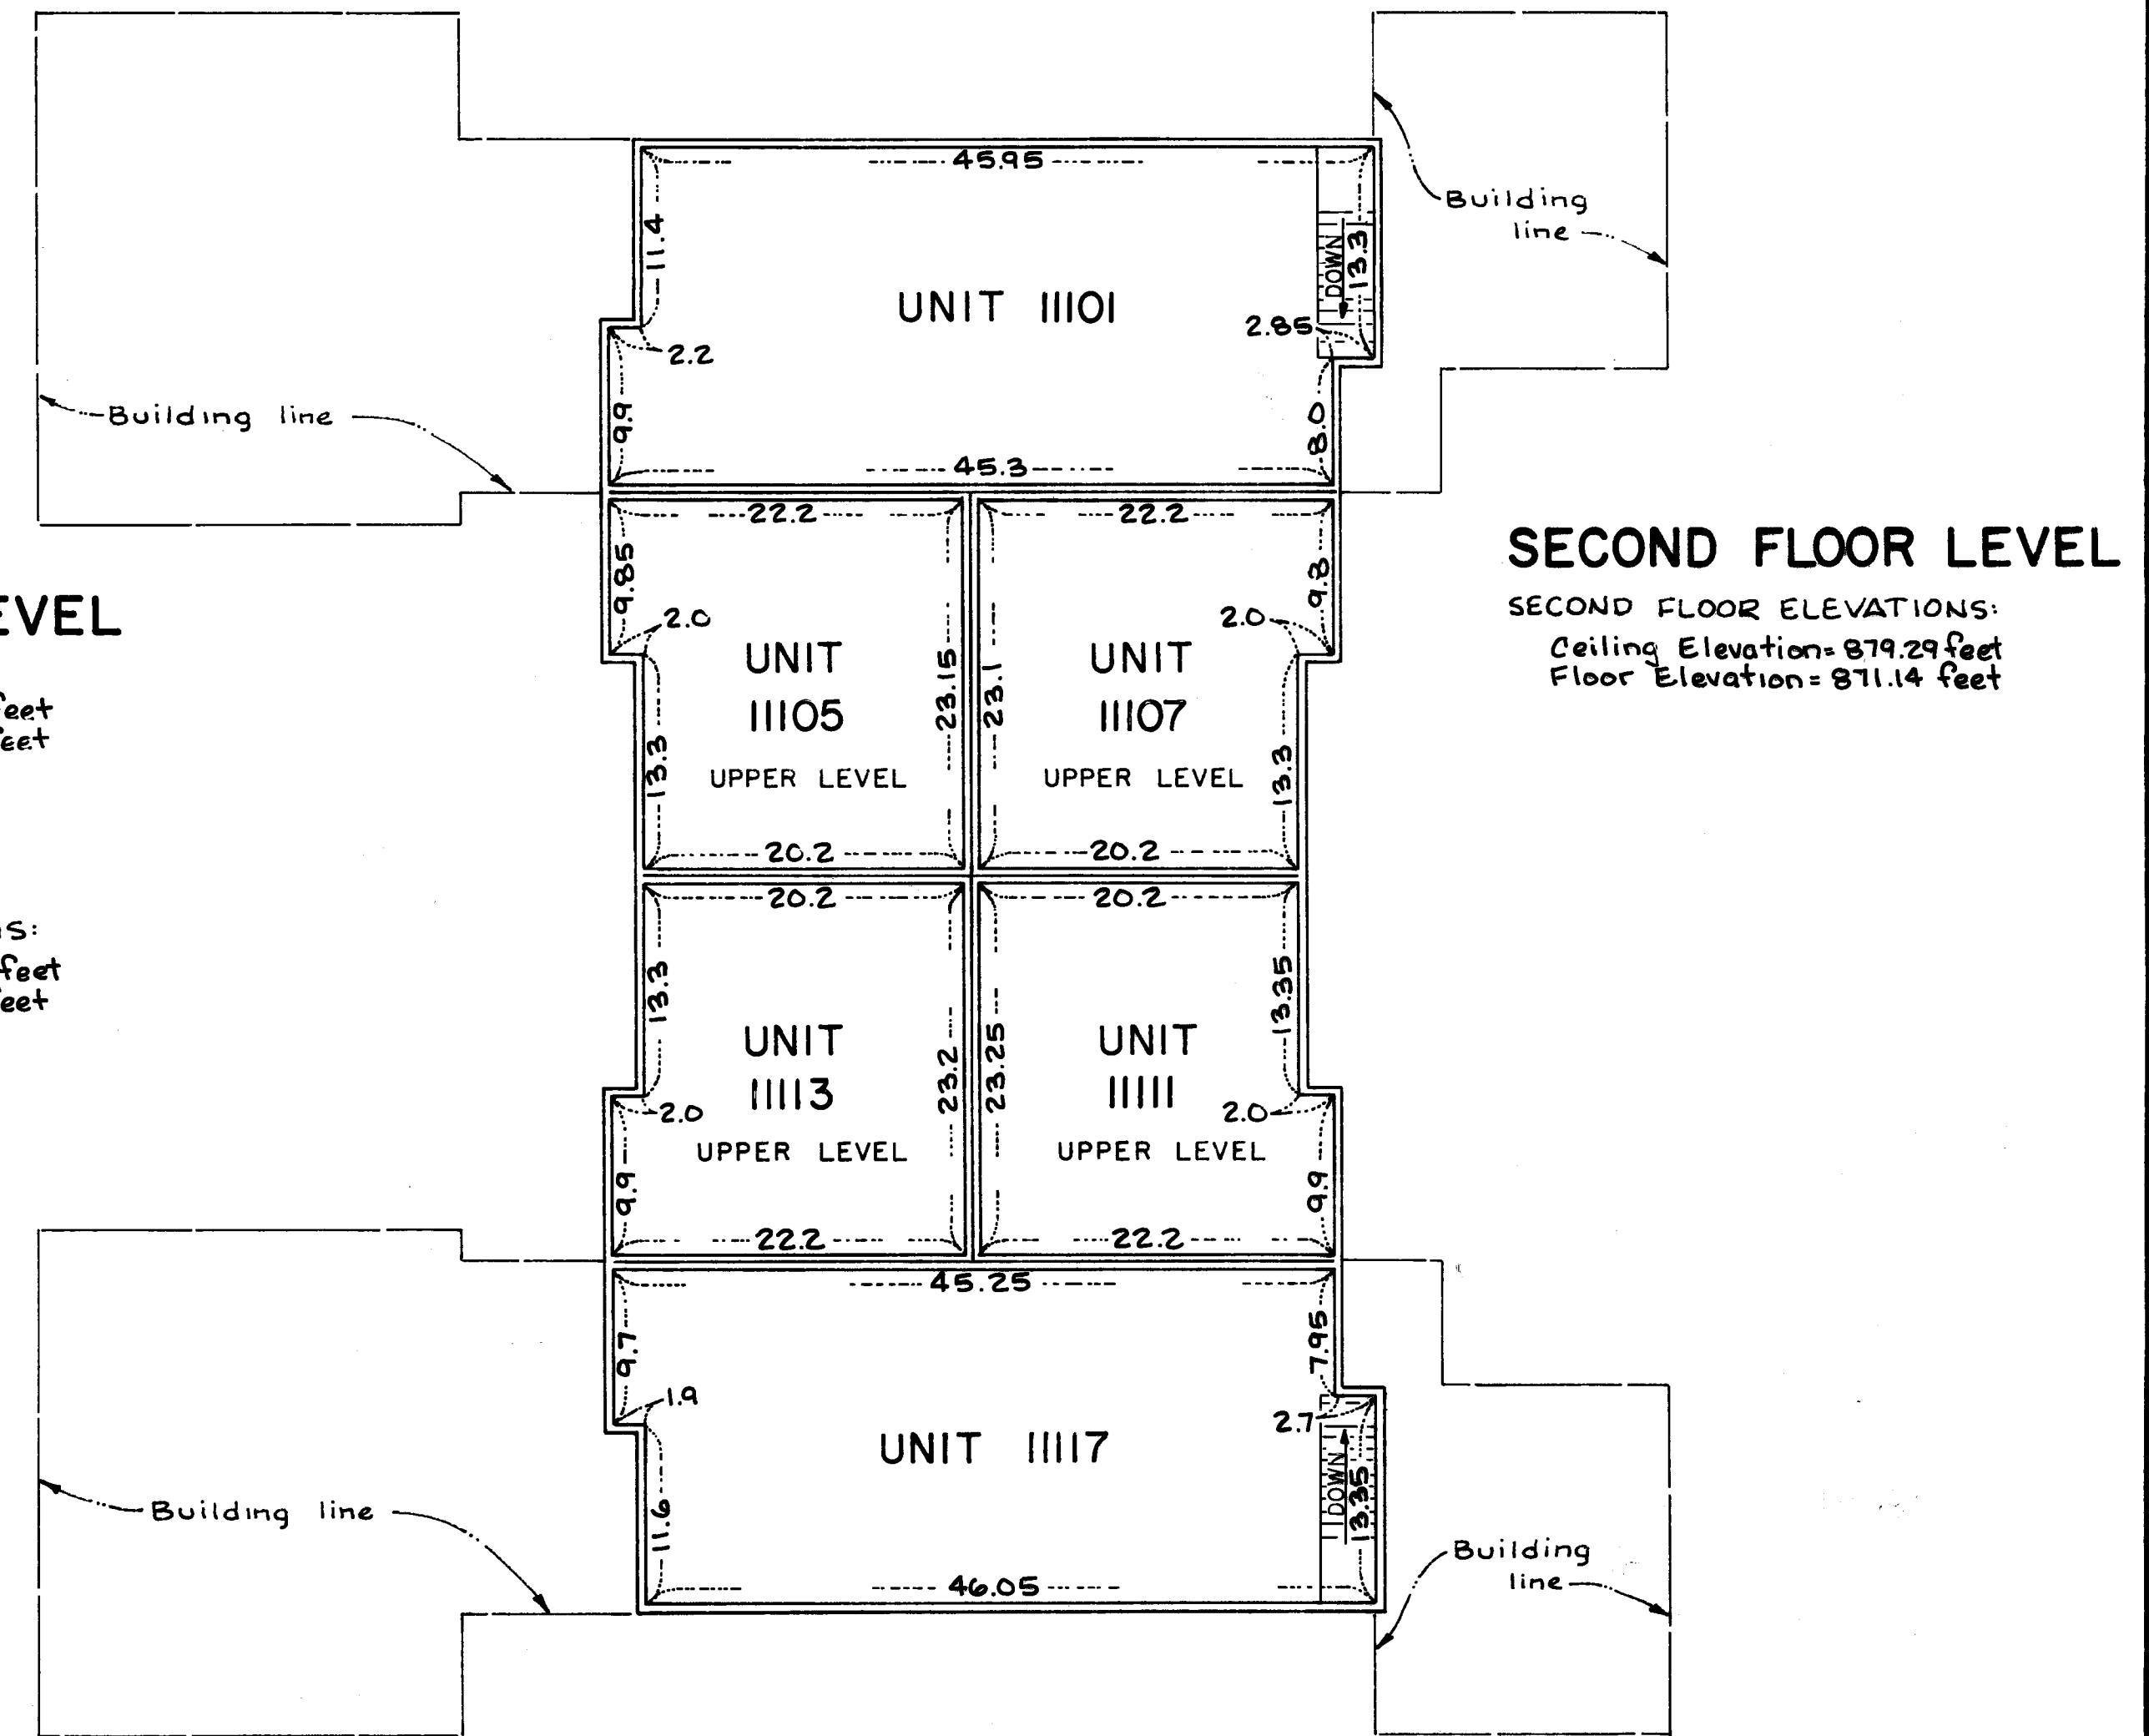 45.95
11.4
DOWN
13.3
UNIT 11101
2.85
2.2
9.9
8.0
45.3
Building line
Building
line
22.2
9.85
2.0
UNIT
11105
UPPER LEVEL
23.15
13.3
20.2
22.2
9.8
2.0
UNIT
11107
UPPER LEVEL
23.1
13.3
20.2
SECOND FLOOR LEVEL
SECOND FLOOR ELEVATIONS:
Ceiling Elevation= 879.29 feet
Floor Elevation= 871.14 feet
EVEL
feet
feet
S:
feet
feet
20.2
13.3
UNIT
11113
UPPER LEVEL
23.2
2.0
9.9
22.2
20.2
13.35
UNIT
11111
UPPER LEVEL
23.25
2.0
9.9
22.2
45.25
9.7
7.95
1.9
2.7
UNIT 11117
DOWN
13.35
11.6
46.05
Building line
Building
line